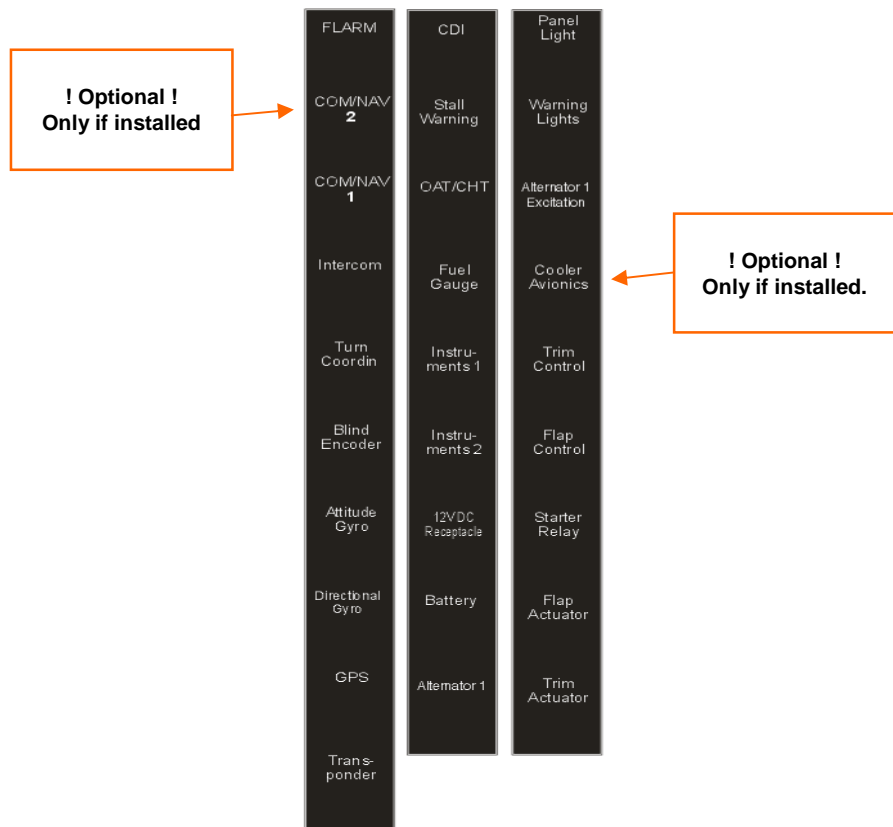 ! Optional !
Only if installed
FLARM
COM/NAV
2
COM/NAV
1
Intercom
Turn
Coordin
Blind
Encoder
Attitude
Gyro
Directional
Gyro
GPS
Trans-
ponder
CDI
Stall
Warning
OAT/CHT
Fuel
Gauge
Instru-
ments 1
Instru-
ments 2
12VDC
Receptacle
Battery
Alternator 1
Panel
Light
Warning
Lights
Alternator 1
Excitation
Cooler
Avionics
Trim
Control
Flap
Control
Starter
Relay
Flap
Actuator
Trim
Actuator
! Optional !
Only if installed.